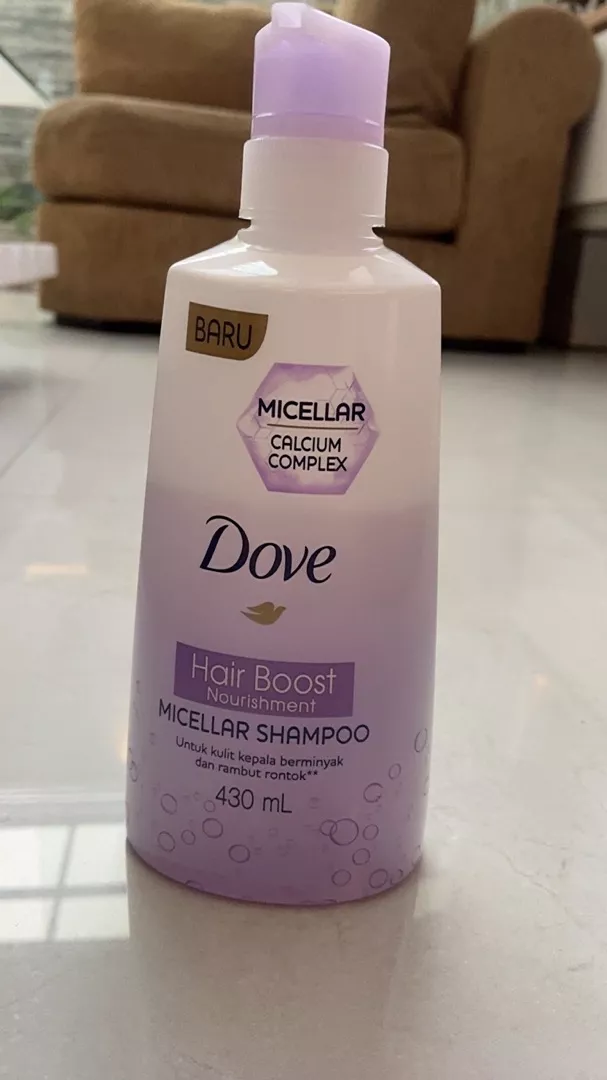 BARU
MICELLAR
CALCIUM
COMPLEX
Dove
Hair Boost
Nourishment
MICELLAR SHAMPOO
Untuk kulit kepala berminyak
dan rambut rontok**
430 mL